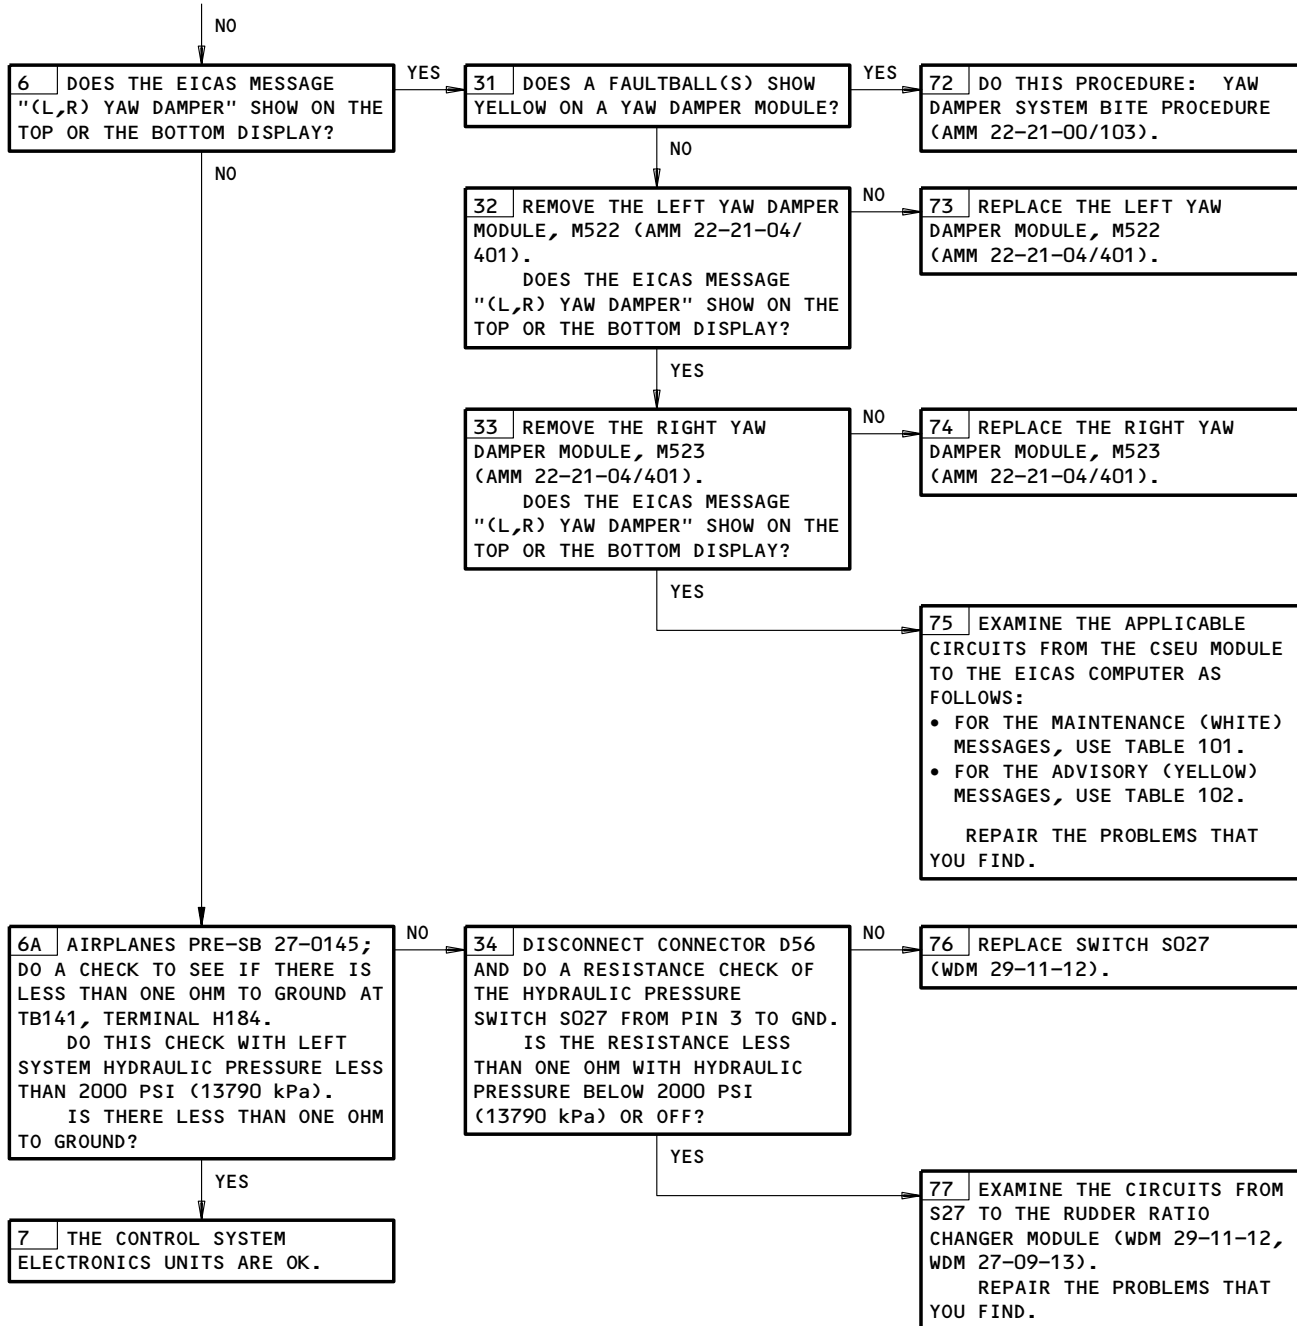 NO
6 DOES THE EICAS MESSAGE
"(L,R) YAW DAMPER" SHOW ON THE
TOP OR THE BOTTOM DISPLAY?
YES
31 DOES A FAULTBALL(S) SHOW
YELLOW ON A YAW DAMPER MODULE?
YES
72 DO THIS PROCEDURE: YAW
DAMPER SYSTEM BITE PROCEDURE
(AMM 22-21-00/103).
NO
NO
32 REMOVE THE LEFT YAW DAMPER
MODULE, M522 (AMM 22-21-04/
401).
DOES THE EICAS MESSAGE
"(L,R) YAW DAMPER" SHOW ON THE
TOP OR THE BOTTOM DISPLAY?
NO
73 REPLACE THE LEFT YAW
DAMPER MODULE, M522
(AMM 22-21-04/401).
YES
33 REMOVE THE RIGHT YAW
DAMPER MODULE, M523
(AMM 22-21-04/401).
DOES THE EICAS MESSAGE
"(L,R) YAW DAMPER" SHOW ON THE
TOP OR THE BOTTOM DISPLAY?
NO
74 REPLACE THE RIGHT YAW
DAMPER MODULE, M523
(AMM 22-21-04/401).
YES
75 EXAMINE THE APPLICABLE
CIRCUITS FROM THE CSEU MODULE
TO THE EICAS COMPUTER AS
FOLLOWS:
• FOR THE MAINTENANCE (WHITE)
MESSAGES, USE TABLE 101.
• FOR THE ADVISORY (YELLOW)
MESSAGES, USE TABLE 102.
REPAIR THE PROBLEMS THAT
YOU FIND.
6A AIRPLANES PRE-SB 27-0145;
DO A CHECK TO SEE IF THERE IS
LESS THAN ONE OHM TO GROUND AT
TB141, TERMINAL H184.
DO THIS CHECK WITH LEFT
SYSTEM HYDRAULIC PRESSURE LESS
THAN 2000 PSI (13790 kPa).
IS THERE LESS THAN ONE OHM
TO GROUND?
NO
34 DISCONNECT CONNECTOR D56
AND DO A RESISTANCE CHECK OF
THE HYDRAULIC PRESSURE
SWITCH S027 FROM PIN 3 TO GND.
IS THE RESISTANCE LESS
THAN ONE OHM WITH HYDRAULIC
PRESSURE BELOW 2000 PSI
(13790 kPa) OR OFF?
NO
76 REPLACE SWITCH S027
(WDM 29-11-12).
YES
7 THE CONTROL SYSTEM
ELECTRONICS UNITS ARE OK.
YES
77 EXAMINE THE CIRCUITS FROM
S27 TO THE RUDDER RATIO
CHANGER MODULE (WDM 29-11-12,
WDM 27-09-13).
REPAIR THE PROBLEMS THAT
YOU FIND.